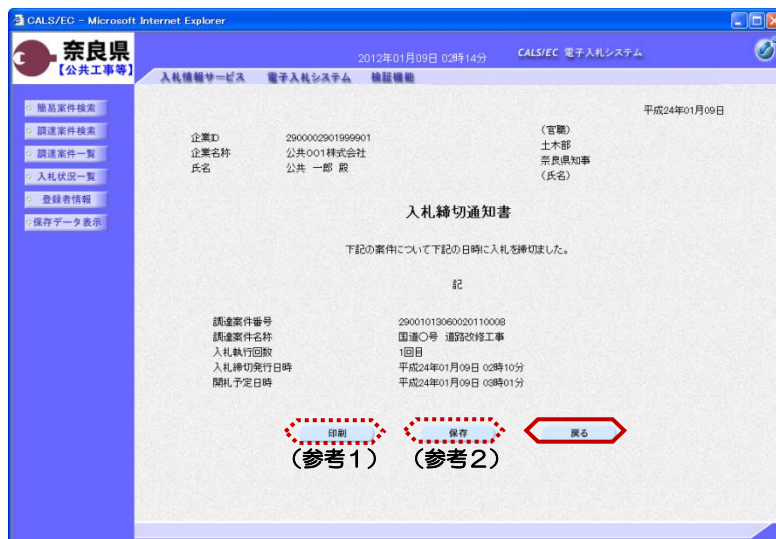 CALS/EC - Microsoft Internet Explorer
奈良県
【公共工事等】
2012年01月09日 02時14分
CALS/EC 電子入札システム
入札情報サービス 電子入札システム 検証機能
簡易案件検索
調達案件検索
調達案件一覧
入札状況一覧
登録者情報
保存データ表示
平成24年01月09日
企業ID 2900002901999901
企業名称 公共001株式会社
氏名 公共 一郎 殿
(官職)
土木部
奈良県知事
(氏名)
入札締切通知書
下記の案件について下記の日時に入札を締切ました。
記
調達案件番号 29001013060020110008
調達案件名称 国道〇号 道路改修工事
入札執行回数 1回目
入札締切発行日時 平成24年01月09日 02時10分
開札予定日時 平成24年01月09日 03時01分
印刷 保存 戻る
(参考1) (参考2)